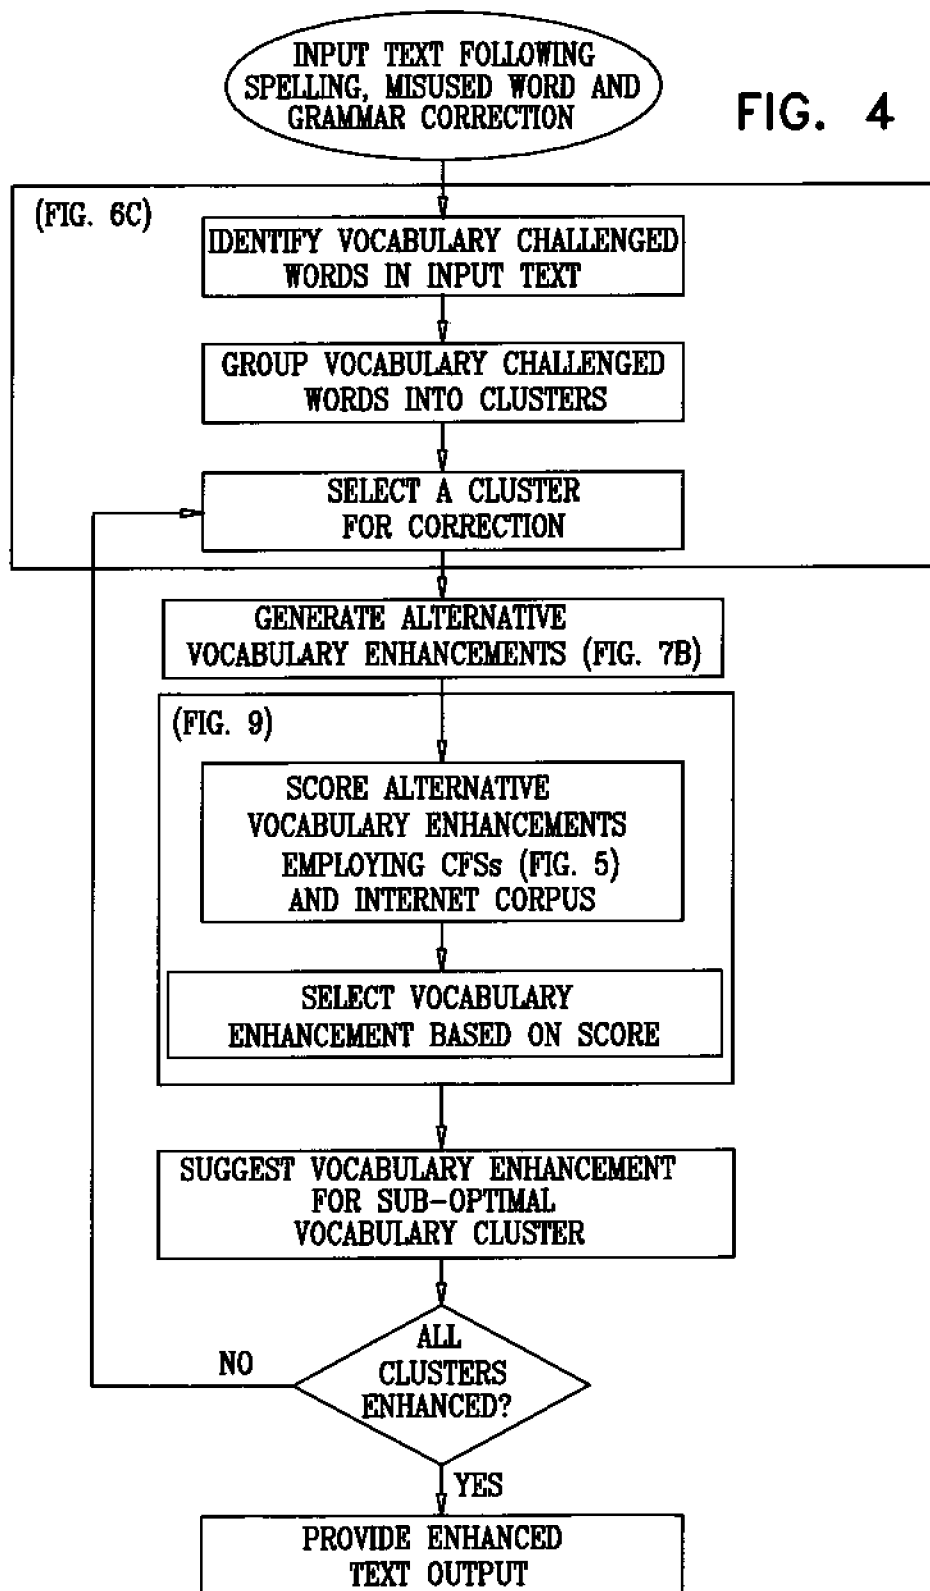 INPUT TEXT FOLLOWING
SPELLING, MISUSED WORD AND
GRAMMAR CORRECTION
FIG. 4
(FIG. 6C)
IDENTIFY VOCABULARY CHALLENGED
WORDS IN INPUT TEXT
GROUP VOCABULARY CHALLENGED
WORDS INTO CLUSTERS
SELECT A CLUSTER
FOR CORRECTION
GENERATE ALTERNATIVE
VOCABULARY ENHANCEMENTS (FIG. 7B)
(FIG. 9)
SCORE ALTERNATIVE
VOCABULARY ENHANCEMENTS
EMPLOYING CFSs (FIG. 5)
AND INTERNET CORPUS
SELECT VOCABULARY
ENHANCEMENT BASED ON SCORE
SUGGEST VOCABULARY ENHANCEMENT
FOR SUB-OPTIMAL
VOCABULARY CLUSTER
ALL
CLUSTERS
ENHANCED?
NO
YES
PROVIDE ENHANCED
TEXT OUTPUT